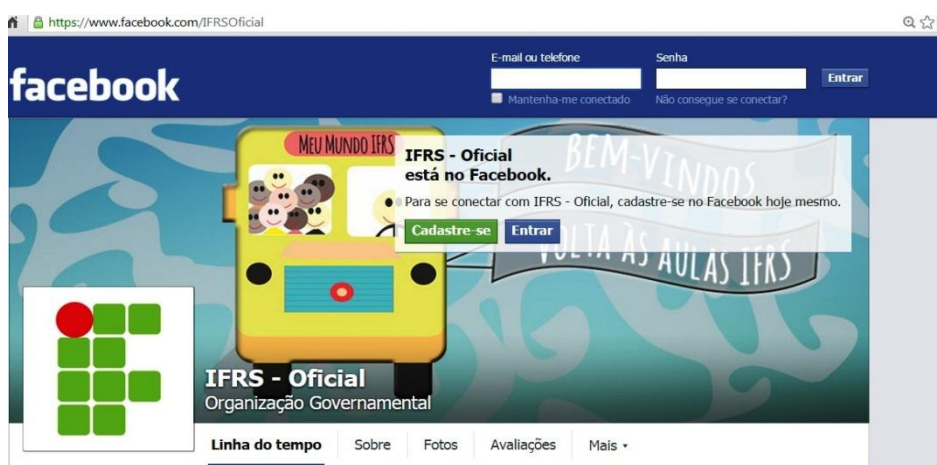 https://www.facebook.com/IFRSOficial
facebook
E-mail ou telefone
Senha
Entrar
Mantenha-me conectado
Não consegue se conectar?
MEU MUNDO IFRS
BEM-VINDOS
VOLTA ÀS AULAS IFRS
IFRS - Oficial
está no Facebook.
Para se conectar com IFRS - Oficial, cadastre-se no Facebook hoje mesmo.
Cadastre-se Entrar
IFRS - Oficial
Organização Governamental
Linha do tempo Sobre Fotos Avaliações Mais